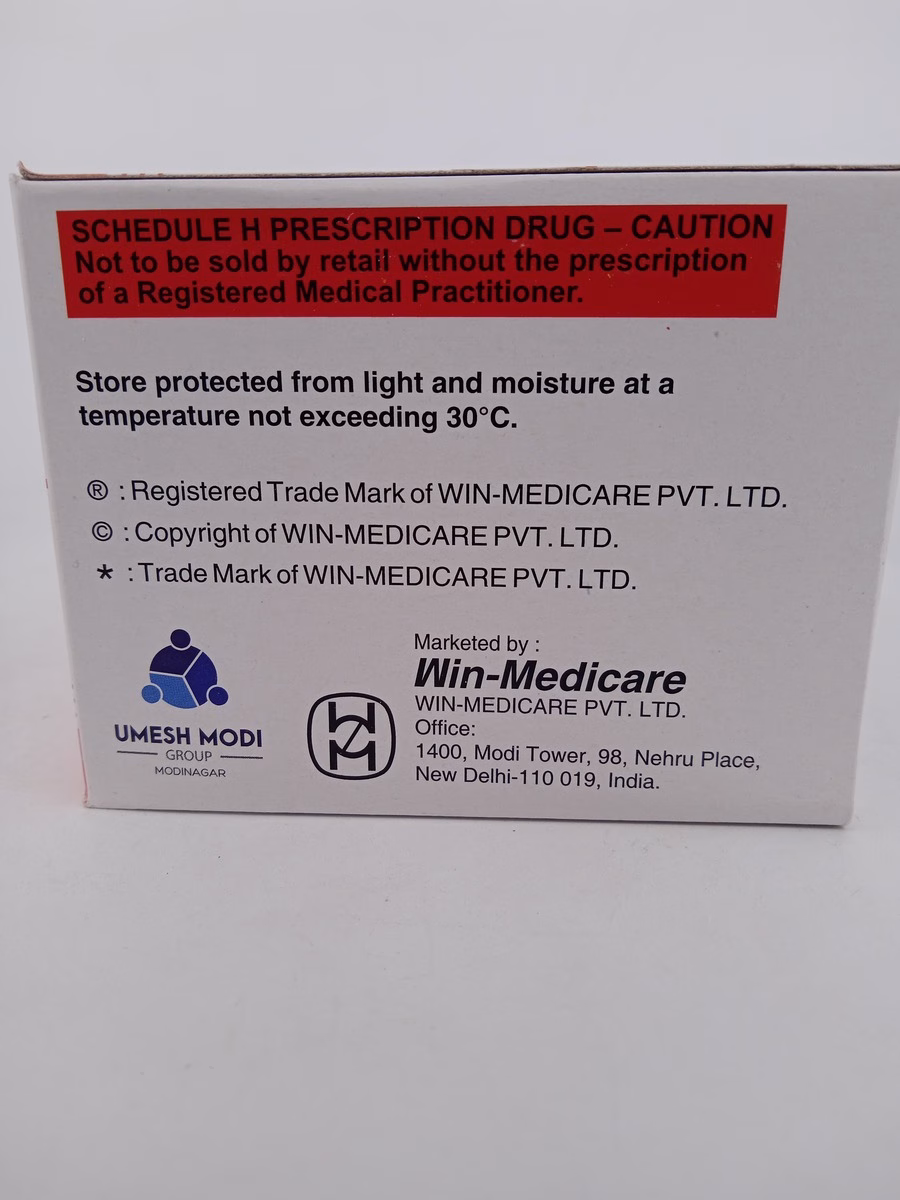 SCHEDULE H PRESCRIPTION DRUG – CAUTION
Not to be sold by retail without the prescription
of a Registered Medical Practitioner.
Store protected from light and moisture at a
temperature not exceeding 30°C.
® : Registered Trade Mark of WIN-MEDICARE PVT. LTD.
© : Copyright of WIN-MEDICARE PVT. LTD.
* : Trade Mark of WIN-MEDICARE PVT. LTD.
UMESH MODI
GROUP
MODINAGAR
Marketed by :
Win-Medicare
WIN-MEDICARE PVT. LTD.
Office:
1400, Modi Tower, 98, Nehru Place,
New Delhi-110 019, India.